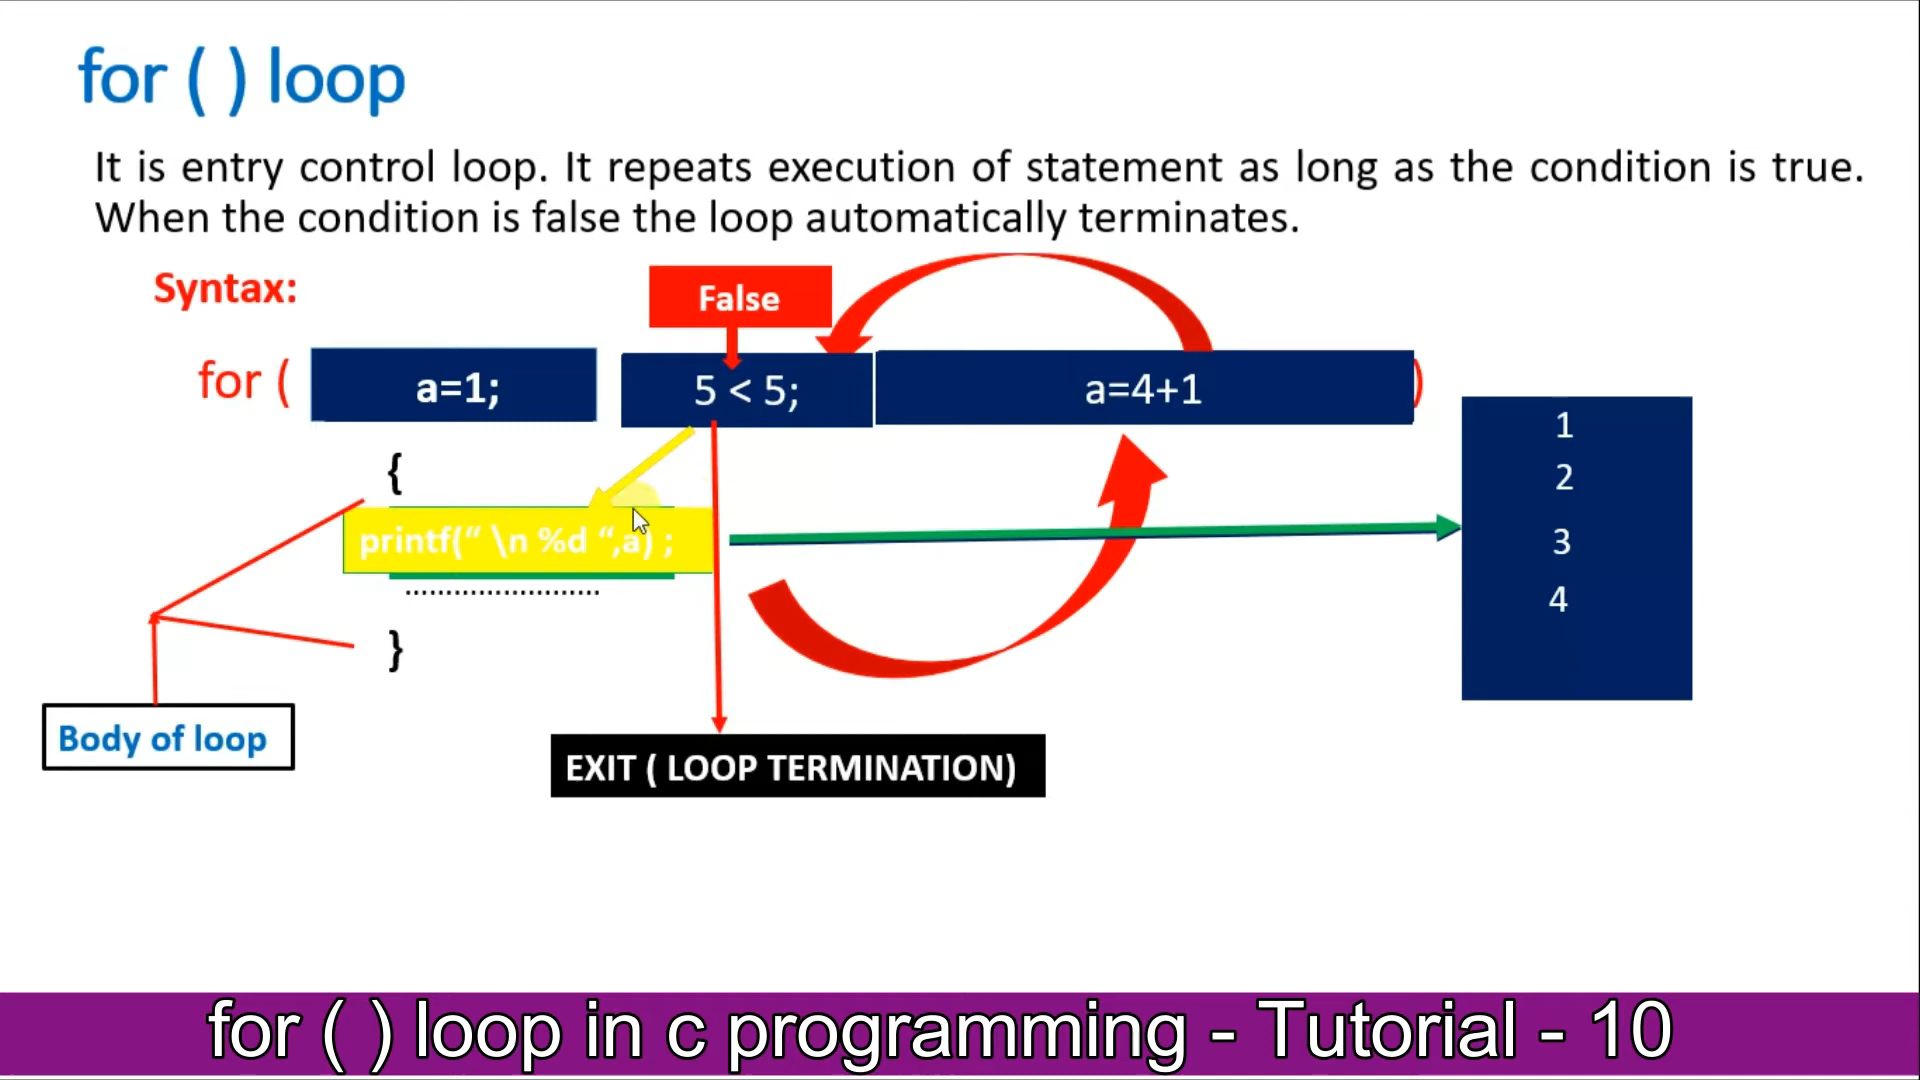 for ( ) loop
It is entry control loop. It repeats execution of statement as long as the condition is true.
When the condition is false the loop automatically terminates.
Syntax:
False
for ( a=1; 5 < 5; a=4+1 )
{
printf(“ \n %d “,a) ;
........................
}
1
2
3
4
Body of loop
EXIT ( LOOP TERMINATION)
for ( ) loop in c programming - Tutorial - 10